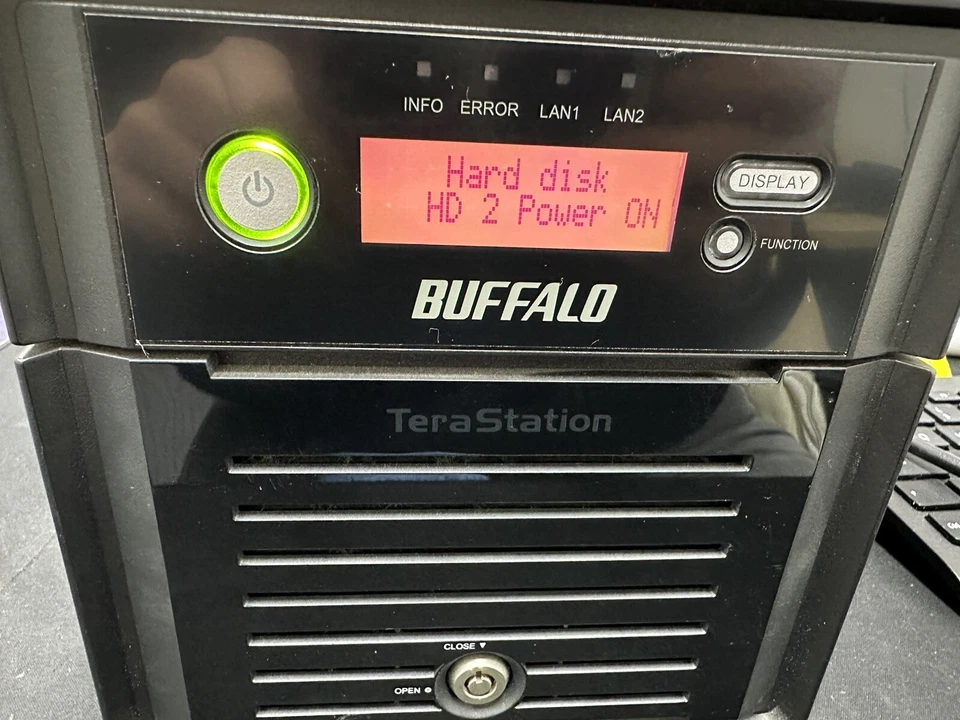 INFO ERROR LAN1 LAN2
Hard disk
HD 2 Power ON
DISPLAY
FUNCTION
BUFFALO
TeraStation
CLOSE ▼
OPEN